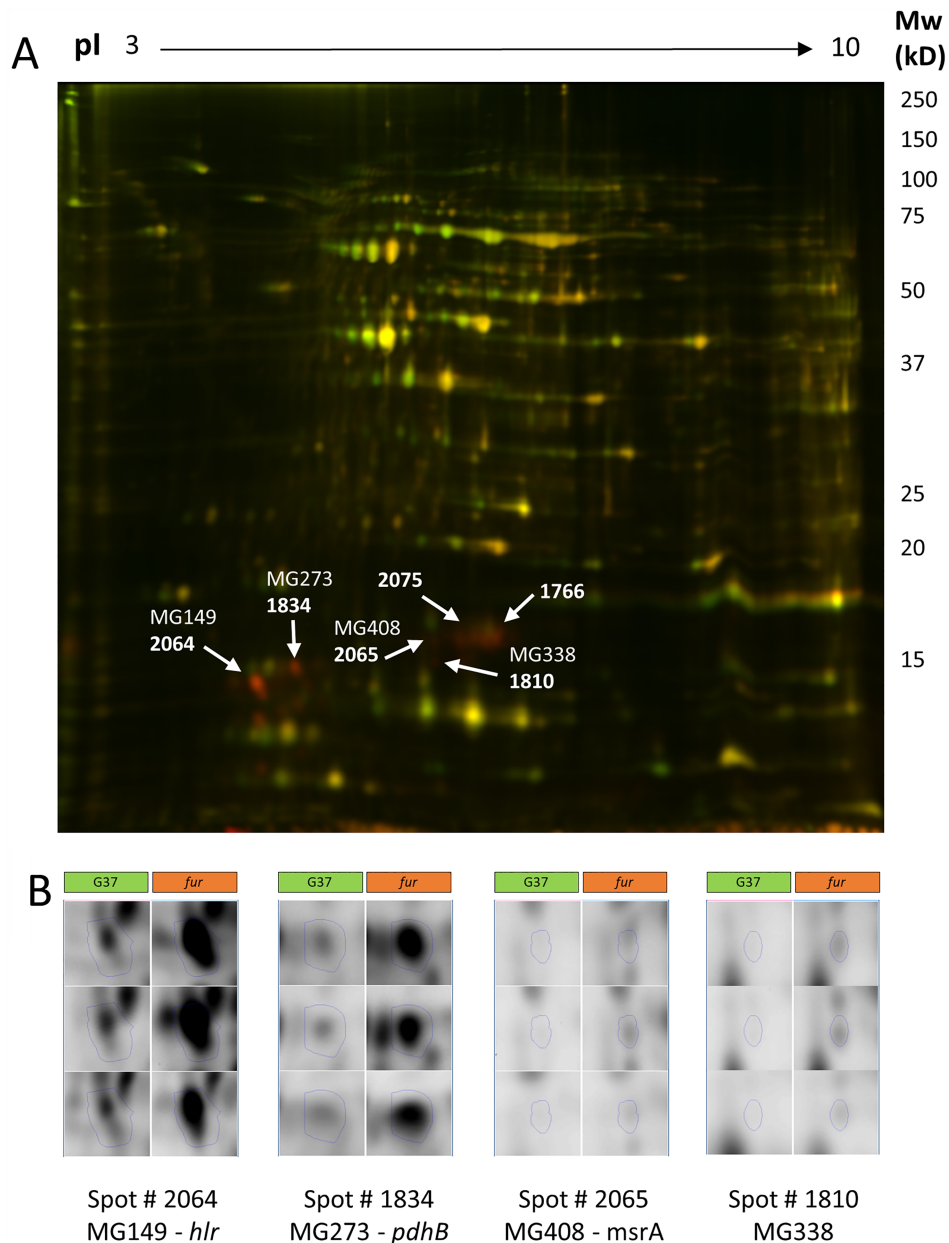 A
pI 3
10
Mw
(kD)
250
150
100
75
50
37
25
20
15
MG273
1834
2075
1766
MG149
2064
MG408
2065
MG338
1810
B
G37
fur
G37
fur
G37
fur
G37
fur
Spot # 2064
MG149 - hlr
Spot # 1834
MG273 - pdhB
Spot # 2065
MG408 - msrA
Spot # 1810
MG338